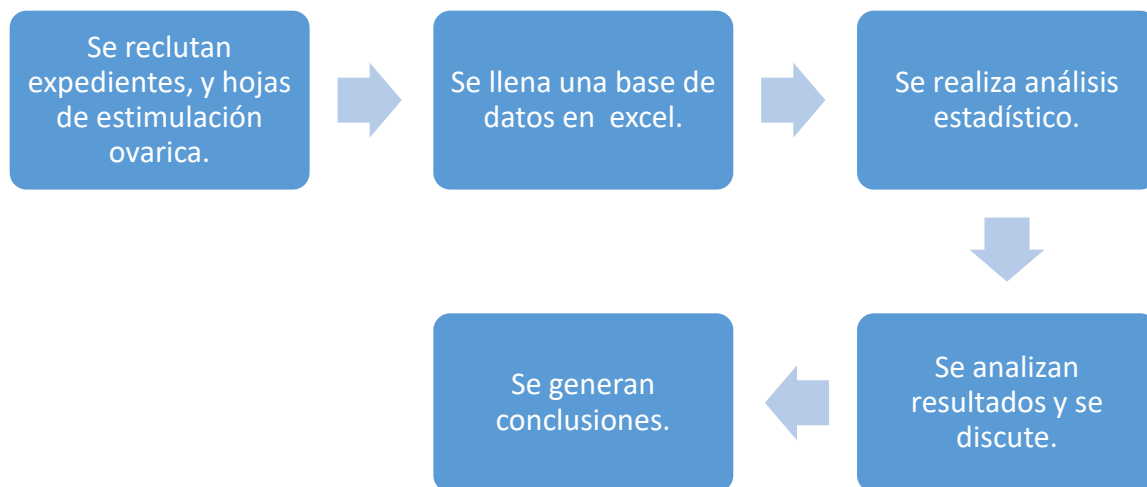 Se reclutan
expedientes, y hojas
de estimulación
ovarica.
Se llena una base de
datos en excel.
Se realiza análisis
estadístico.
Se analizan
resultados y se
discute.
Se generan
conclusiones.